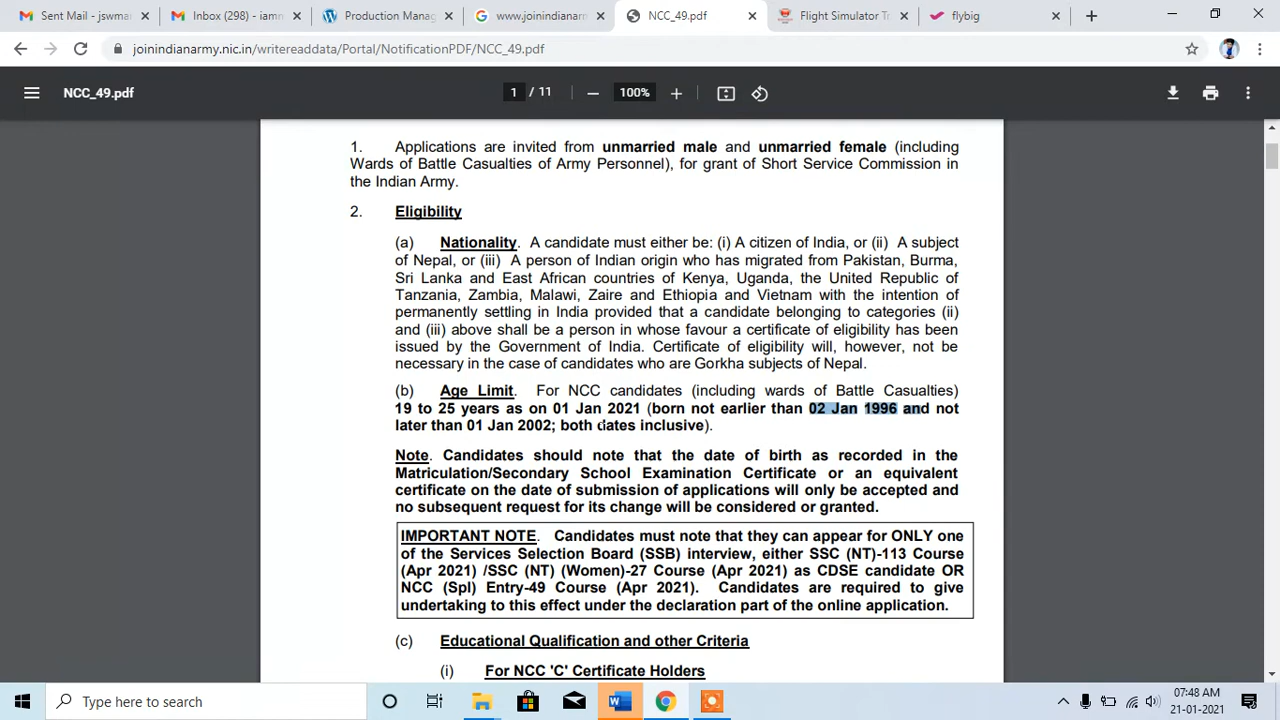 Sent Mail - jswma
Inbox (298) - iamn
Production Manag
www.joinindianarm
NCC_49.pdf
Flight Simulator Tr
flybig
joinindianarmy.nic.in/writereaddata/Portal/NotificationPDF/NCC_49.pdf
NCC_49.pdf
1 / 11
100%
1. Applications are invited from unmarried male and unmarried female (including
Wards of Battle Casualties of Army Personnel), for grant of Short Service Commission in
the Indian Army.
2. Eligibility
(a) Nationality. A candidate must either be: (i) A citizen of India, or (ii) A subject
of Nepal, or (iii) A person of Indian origin who has migrated from Pakistan, Burma,
Sri Lanka and East African countries of Kenya, Uganda, the United Republic of
Tanzania, Zambia, Malawi, Zaire and Ethiopia and Vietnam with the intention of
permanently settling in India provided that a candidate belonging to categories (ii)
and (iii) above shall be a person in whose favour a certificate of eligibility has been
issued by the Government of India. Certificate of eligibility will, however, not be
necessary in the case of candidates who are Gorkha subjects of Nepal.
(b) Age Limit. For NCC candidates (including wards of Battle Casualties)
19 to 25 years as on 01 Jan 2021 (born not earlier than 02 Jan 1996 and not
later than 01 Jan 2002; both dates inclusive).
Note. Candidates should note that the date of birth as recorded in the
Matriculation/Secondary School Examination Certificate or an equivalent
certificate on the date of submission of applications will only be accepted and
no subsequent request for its change will be considered or granted.
IMPORTANT NOTE. Candidates must note that they can appear for ONLY one
of the Services Selection Board (SSB) interview, either SSC (NT)-113 Course
(Apr 2021) /SSC (NT) (Women)-27 Course (Apr 2021) as CDSE candidate OR
NCC (Spl) Entry-49 Course (Apr 2021). Candidates are required to give
undertaking to this effect under the declaration part of the online application.
(c) Educational Qualification and other Criteria
(i) For NCC 'C' Certificate Holders
Type here to search
07:48 AM
21-01-2021